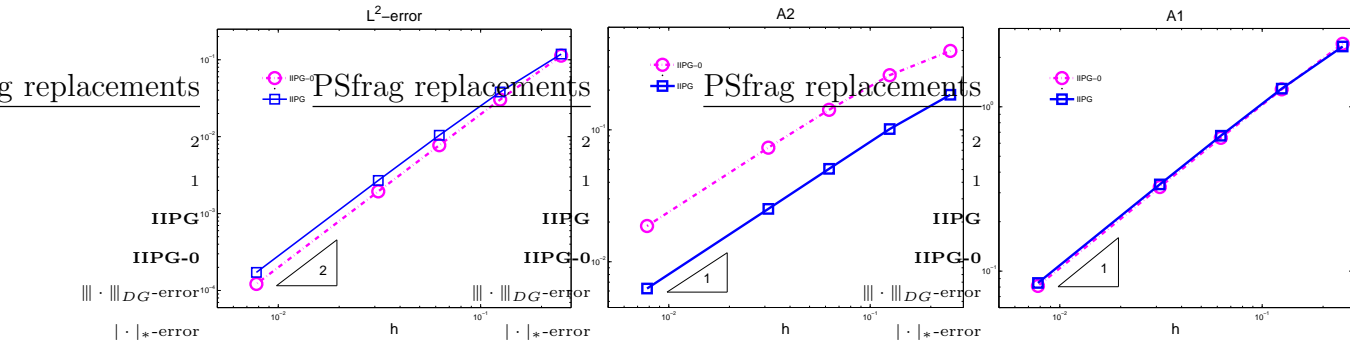 L²–error
A2
A1
g replacements
PSfrag replacements
PSfrag replacements
2
1
IIPG
IIPG-0
||| · |||DG-error
| · |∗-error
10⁻¹
10⁻²
10⁻³
10⁻⁴
IIPG-0
IIPG
2
10⁻²
10⁻¹
h
2
1
IIPG
IIPG-0
||| · |||DG-error
| · |∗-error
10⁻¹
10⁻²
IIPG-0
IIPG
1
10⁻²
10⁻¹
h
2
1
IIPG
IIPG-0
||| · |||DG-error
| · |∗-error
10⁰
10⁻¹
IIPG-0
IIPG
1
10⁻²
10⁻¹
h